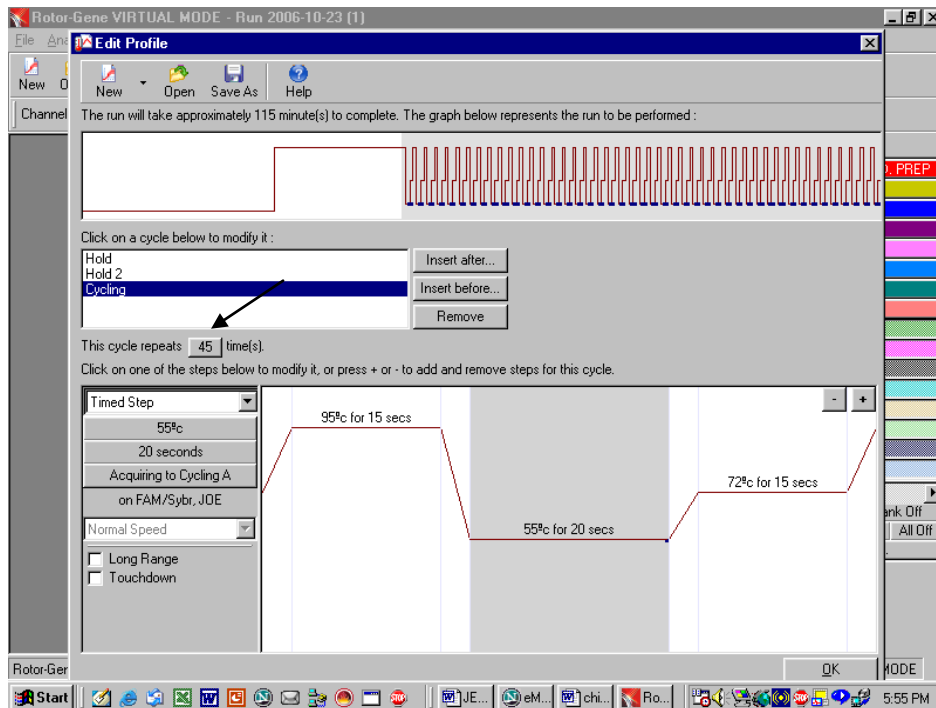 Rotor-Gene VIRTUAL MODE - Run 2006-10-23 (1)
File Ana
Edit Profile
New
New Open Save As Help
Channel
The run will take approximately 115 minute(s) to complete. The graph below represents the run to be performed :
D. PREP
Click on a cycle below to modify it :
Hold
Hold 2
Cycling
Insert after...
Insert before...
Remove
This cycle repeats 45 time(s).
Click on one of the steps below to modify it, or press + or - to add and remove steps for this cycle.
Timed Step
55ºc
20 seconds
Acquiring to Cycling A
on FAM/Sybr, JOE
Normal Speed
Long Range
Touchdown
- +
95ºc for 15 secs
55ºc for 20 secs
72ºc for 15 secs
ank Off
All Off
OK
Rotor-Ger
MODE
Start JE... eM... chi... Ro... 5:55 PM